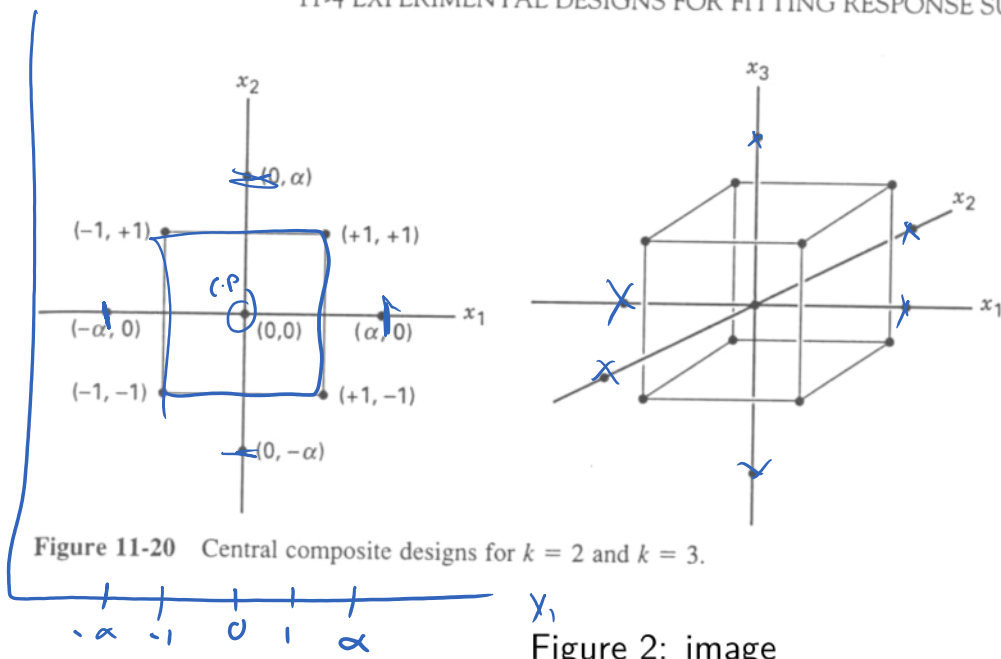 11-4 EXPERIMENTAL DESIGNS FOR FITTING RESPONSE
x₂
(0, α)
(-1, +1)
(+1, +1)
C.P
x₁
(-α, 0)
(0,0)
(α, 0)
(-1, -1)
(+1, -1)
(0, -α)
x₃
x₂
x₁
Figure 11-20 Central composite designs for k = 2 and k = 3.
-α -1 0 1 α
X₁
Figure 2: image